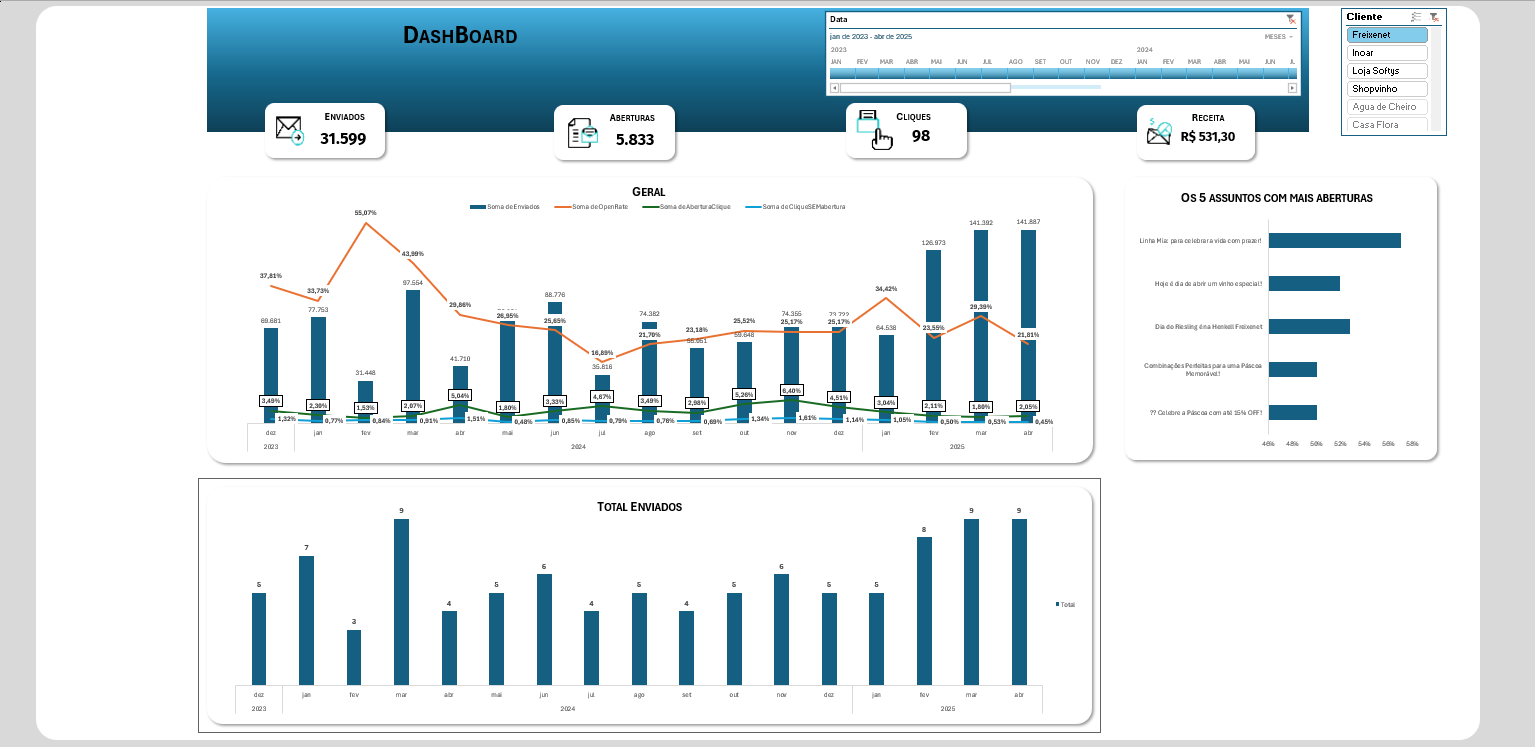 DashBoard
Data
jan de 2023 - abr de 2025
MESES
2023 2024
JAN FEV MAR ABR MAI JUN JUL AGO SET OUT NOV DEZ JAN FEV MAR ABR MAI JUN
Cliente
Freixenet
Inoar
Loja Softys
Shopvinho
Agua de Cheiro
Casa Flora
Enviados
31.599
Aberturas
5.833
Cliques
98
Receita
R$ 531,30
Geral
Soma de Enviados Soma de OpenRate Soma de AberturaClique Soma de CliqueSEMabertura
55,07%
141.392 141.887
126.973
43,99%
37,81%
33,73% 34,42%
97.554
29,86% 29,39%
88.776
77.753 26,95% 74.382 74.355 73.722
69.681 25,65% 25,52% 25,17% 25,17%
64.536 23,55% 21,81%
21,70% 23,18%
59.648
16,89%
41.710
35.816
31.448
3,49% 2,30% 1,53% 2,07% 5,04% 1,80% 3,33% 4,67% 3,49% 2,98% 5,26% 6,40% 4,51% 3,04% 2,11% 1,80% 2,05%
1,32% 0,77% 0,84% 0,91% 1,51% 0,48% 0,85% 0,79% 0,76% 0,69% 1,34% 1,61% 1,14% 1,05% 0,50% 0,53% 0,45%
dez jan fev mar abr mai jun jul ago set out nov dez jan fev mar abr
2023 2024 2025
Os 5 assuntos com mais aberturas
Linha Mia: para celebrar a vida com prazer!
Hoje é dia de abrir um vinho especial!
Dia do Riesling é na Henkell Freixenet
Combinações Perfeitas para uma Páscoa
Memorável!
?? Celebre a Páscoa com até 15% OFF!
46% 48% 50% 52% 54% 56% 58%
Total Enviados
5 7 3 9 4 5 6 4 5 4 5 6 5 5 8 9 9
Total
dez jan fev mar abr mai jun jul ago set out nov dez jan fev mar abr
2023 2024 2025